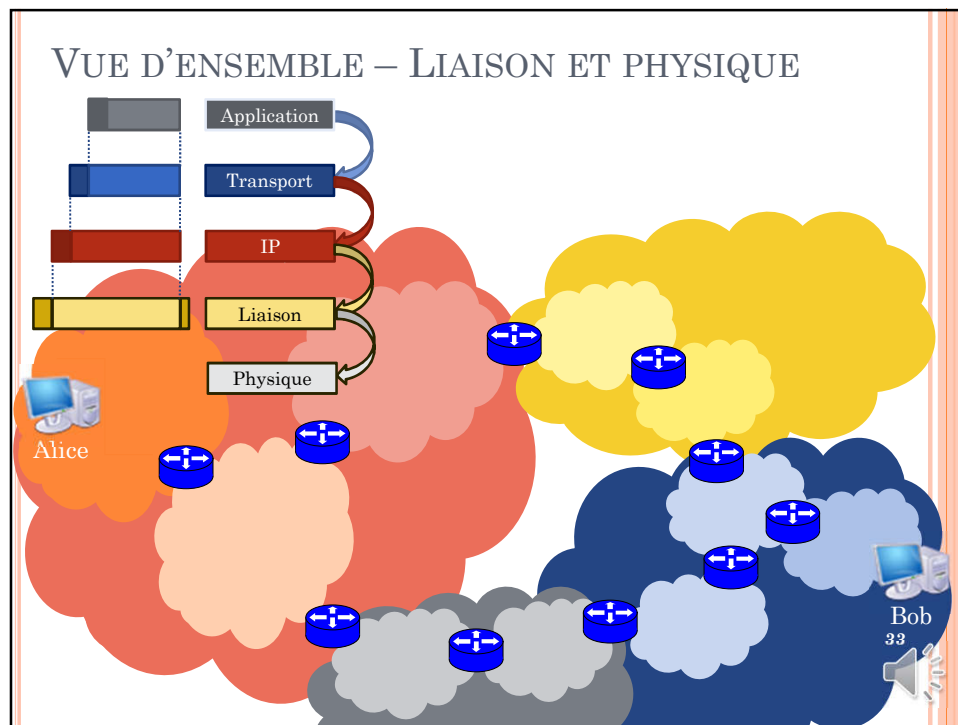 VUE D'ENSEMBLE – LIAISON ET PHYSIQUE
Application
Transport
IP
Liaison
Physique
Alice
Bob
33